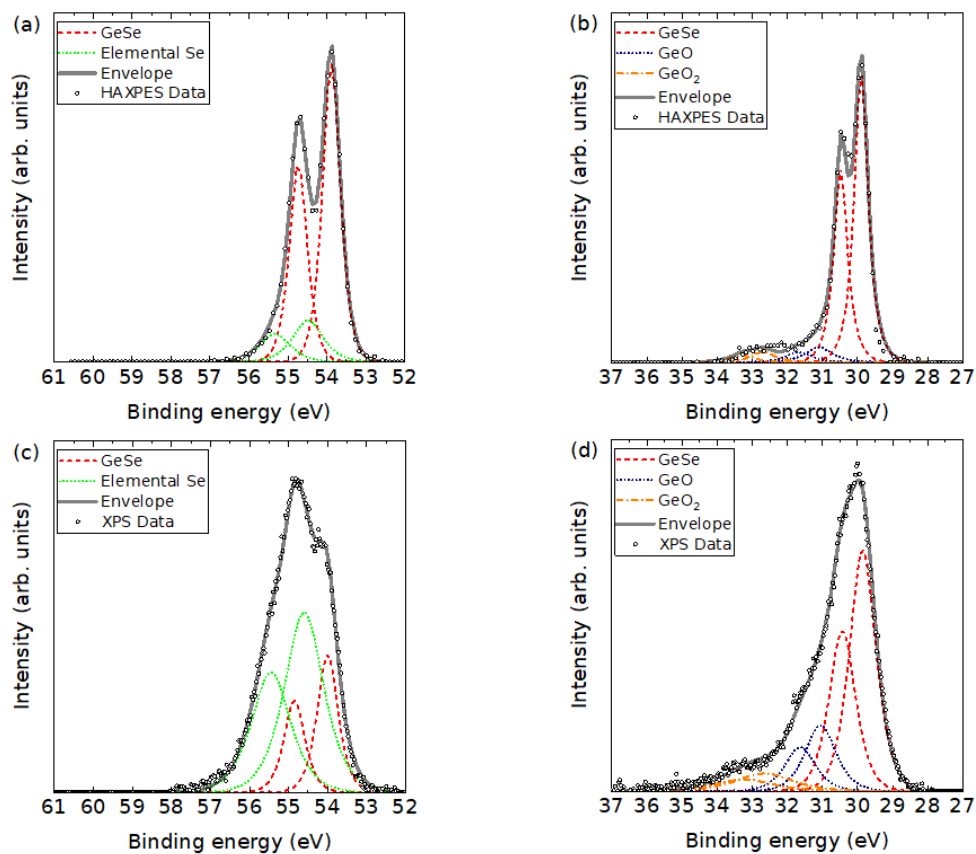 (a)
GeSe
Elemental Se
Envelope
HAXPES Data
Intensity (arb. units)
61 60 59 58 57 56 55 54 53 52
Binding energy (eV)
(b)
GeSe
GeO
GeO₂
Envelope
HAXPES Data
Intensity (arb. units)
37 36 35 34 33 32 31 30 29 28 27
Binding energy (eV)
(c)
GeSe
Elemental Se
Envelope
XPS Data
Intensity (arb. units)
61 60 59 58 57 56 55 54 53 52
Binding energy (eV)
(d)
GeSe
GeO
GeO₂
Envelope
XPS Data
Intensity (arb. units)
37 36 35 34 33 32 31 30 29 28 27
Binding energy (eV)